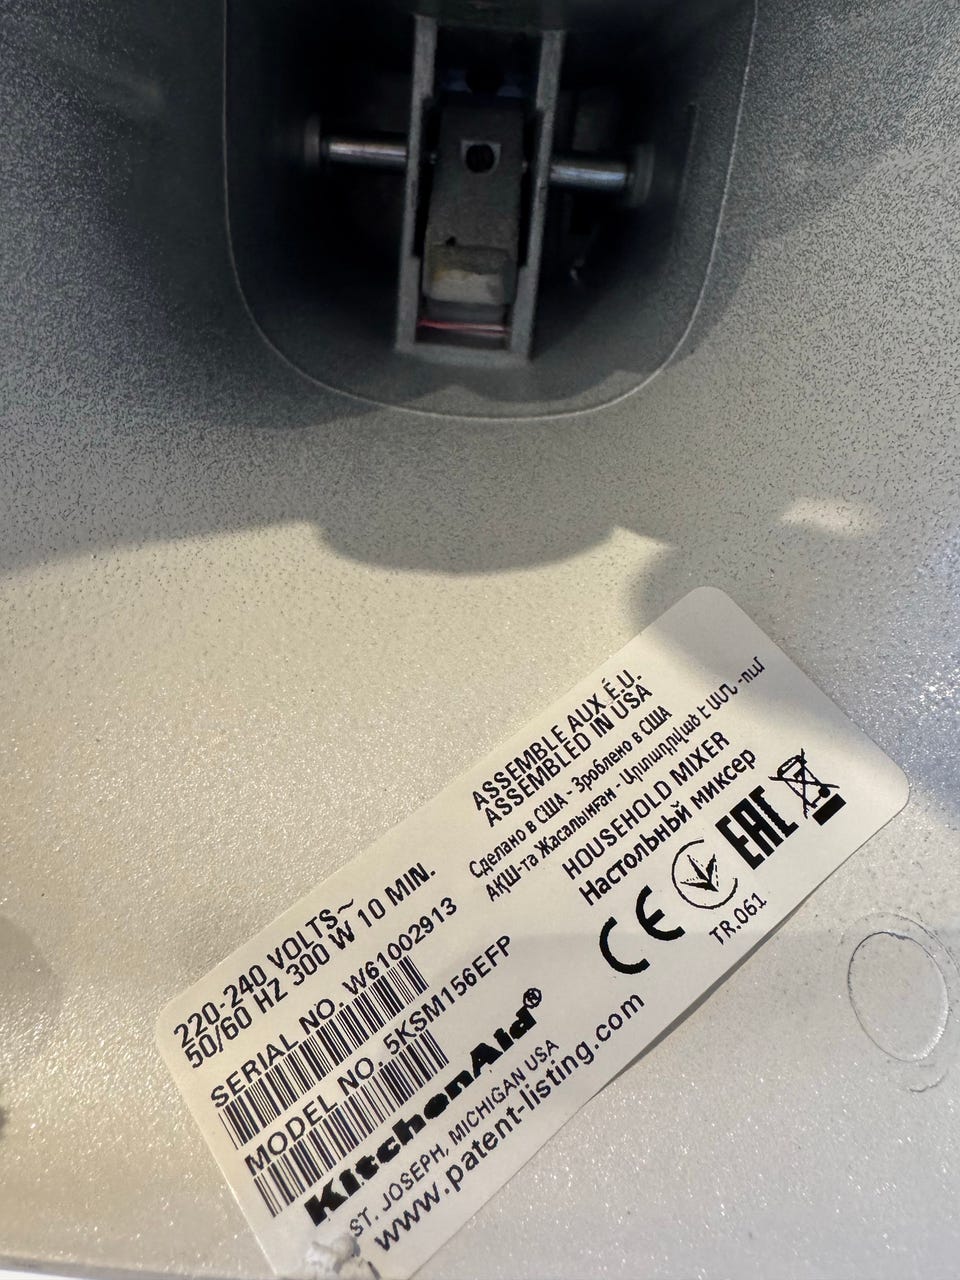 220-240 VOLTS~
50/60 HZ 300 W 10 MIN.
SERIAL NO. W61002913
MODEL NO. 5KSM156EFP
KitchenAid®
ST. JOSEPH, MICHIGAN USA
www.patent-listing.com
ASSEMBLE AUX É.U.
ASSEMBLED IN USA
Сделано в США - Зроблено в США
АҚШ-та Жасалынған - Արտադրված է ԱՄՆ -ում
HOUSEHOLD MIXER
Настольный миксер
CE
EAC
TR.061